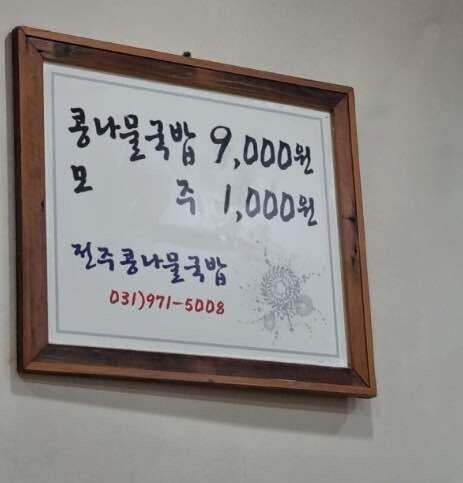 콩나물국밥 9,000원
모 주 1,000원
전주콩나물국밥
031)971-5008